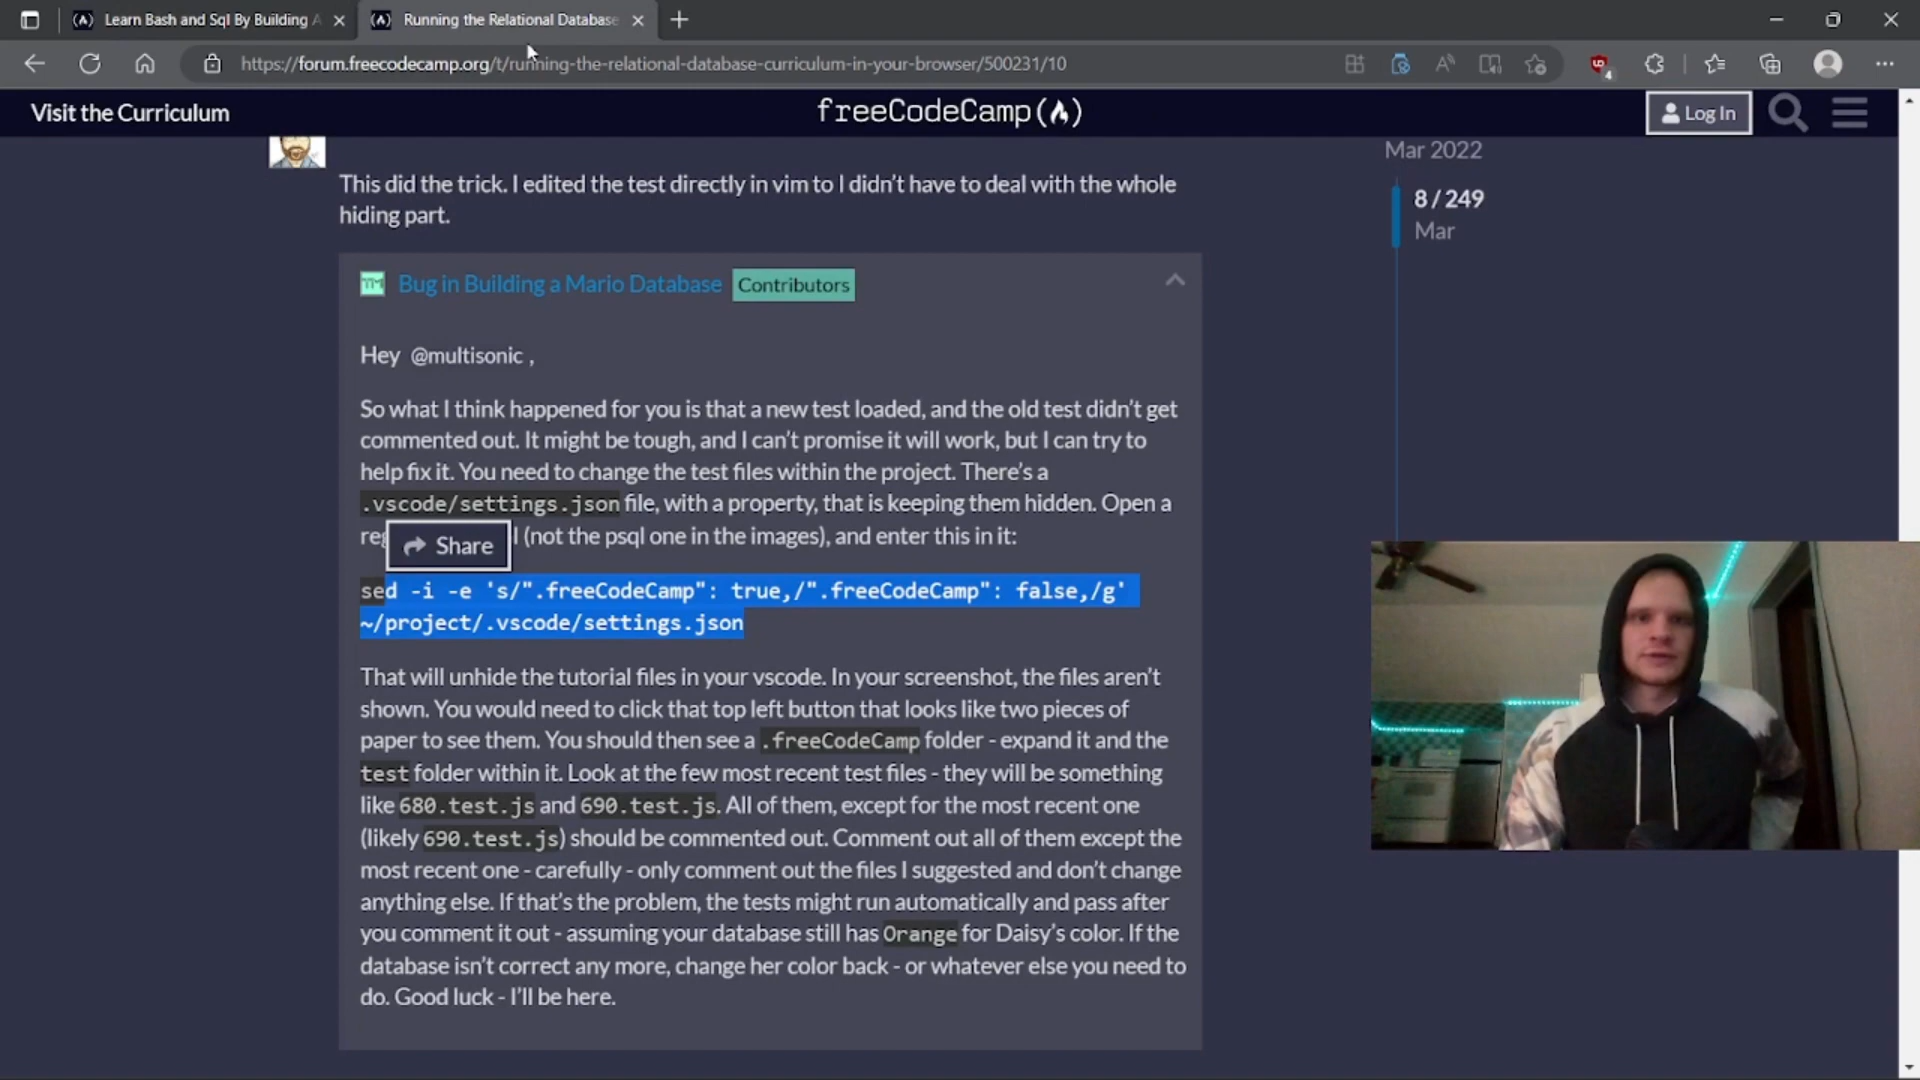 Learn Bash and Sql By Building A
Running the Relational Database
https://forum.freecodecamp.org/t/running-the-relational-database-curriculum-in-your-browser/500231/10
4
Visit the Curriculum
freeCodeCamp
Log In
Mar 2022
8 / 249
Mar
This did the trick. I edited the test directly in vim to I didn't have to deal with the whole
hiding part.
Bug in Building a Mario Database
Contributors
Hey @multisonic ,
So what I think happened for you is that a new test loaded, and the old test didn't get
commented out. It might be tough, and I can't promise it will work, but I can try to
help fix it. You need to change the test files within the project. There's a
.vscode/settings.json file, with a property, that is keeping them hidden. Open a
reg
Share
l (not the psql one in the images), and enter this in it:
sed -i -e 's/".freeCodeCamp": true,/".freeCodeCamp": false,/g'
~/project/.vscode/settings.json
That will unhide the tutorial files in your vscode. In your screenshot, the files aren't
shown. You would need to click that top left button that looks like two pieces of
paper to see them. You should then see a .freeCodeCamp folder - expand it and the
test folder within it. Look at the few most recent test files - they will be something
like 680.test.js and 690.test.js. All of them, except for the most recent one
(likely 690.test.js) should be commented out. Comment out all of them except the
most recent one - carefully - only comment out the files I suggested and don't change
anything else. If that's the problem, the tests might run automatically and pass after
you comment it out - assuming your database still has Orange for Daisy's color. If the
database isn't correct any more, change her color back - or whatever else you need to
do. Good luck - I'll be here.